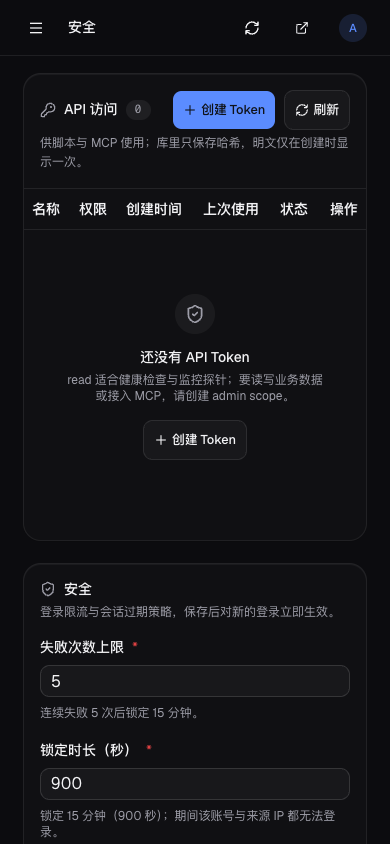 安全
A
API 访问 0
创建 Token
刷新
供脚本与 MCP 使用；库里只保存哈希，明文仅在创建时显
示一次。
名称 权限 创建时间 上次使用 状态 操作
还没有 API Token
read 适合健康检查与监控探针；要读写业务数据
或接入 MCP，请创建 admin scope。
创建 Token
安全
登录限流与会话过期策略，保存后对新的登录立即生效。
失败次数上限 *
5
连续失败 5 次后锁定 15 分钟。
锁定时长（秒） *
900
锁定 15 分钟（900 秒）；期间该账号与来源 IP 都无法登
录。